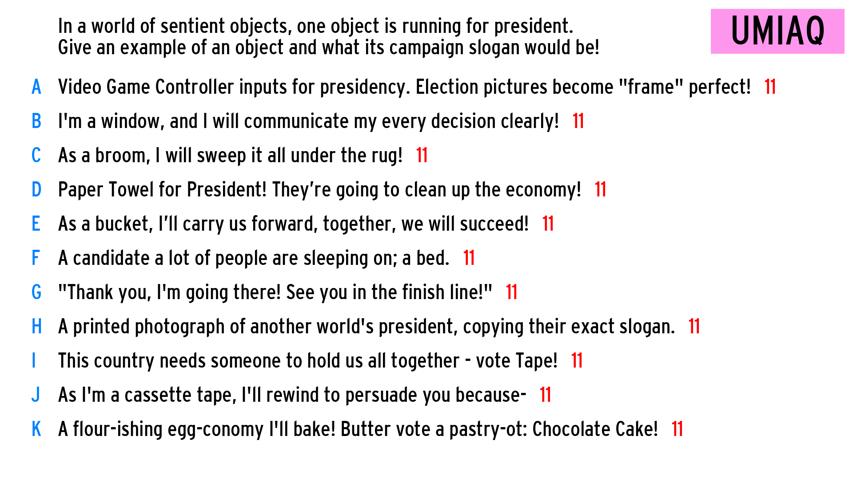 In a world of sentient objects, one object is running for president.
Give an example of an object and what its campaign slogan would be!
UMIAQ
A Video Game Controller inputs for presidency. Election pictures become "frame" perfect! 11
B I'm a window, and I will communicate my every decision clearly! 11
C As a broom, I will sweep it all under the rug! 11
D Paper Towel for President! They’re going to clean up the economy! 11
E As a bucket, I’ll carry us forward, together, we will succeed! 11
F A candidate a lot of people are sleeping on; a bed. 11
G "Thank you, I'm going there! See you in the finish line!" 11
H A printed photograph of another world's president, copying their exact slogan. 11
I This country needs someone to hold us all together - vote Tape! 11
J As I'm a cassette tape, I'll rewind to persuade you because- 11
K A flour-ishing egg-conomy I'll bake! Butter vote a pastry-ot: Chocolate Cake! 11